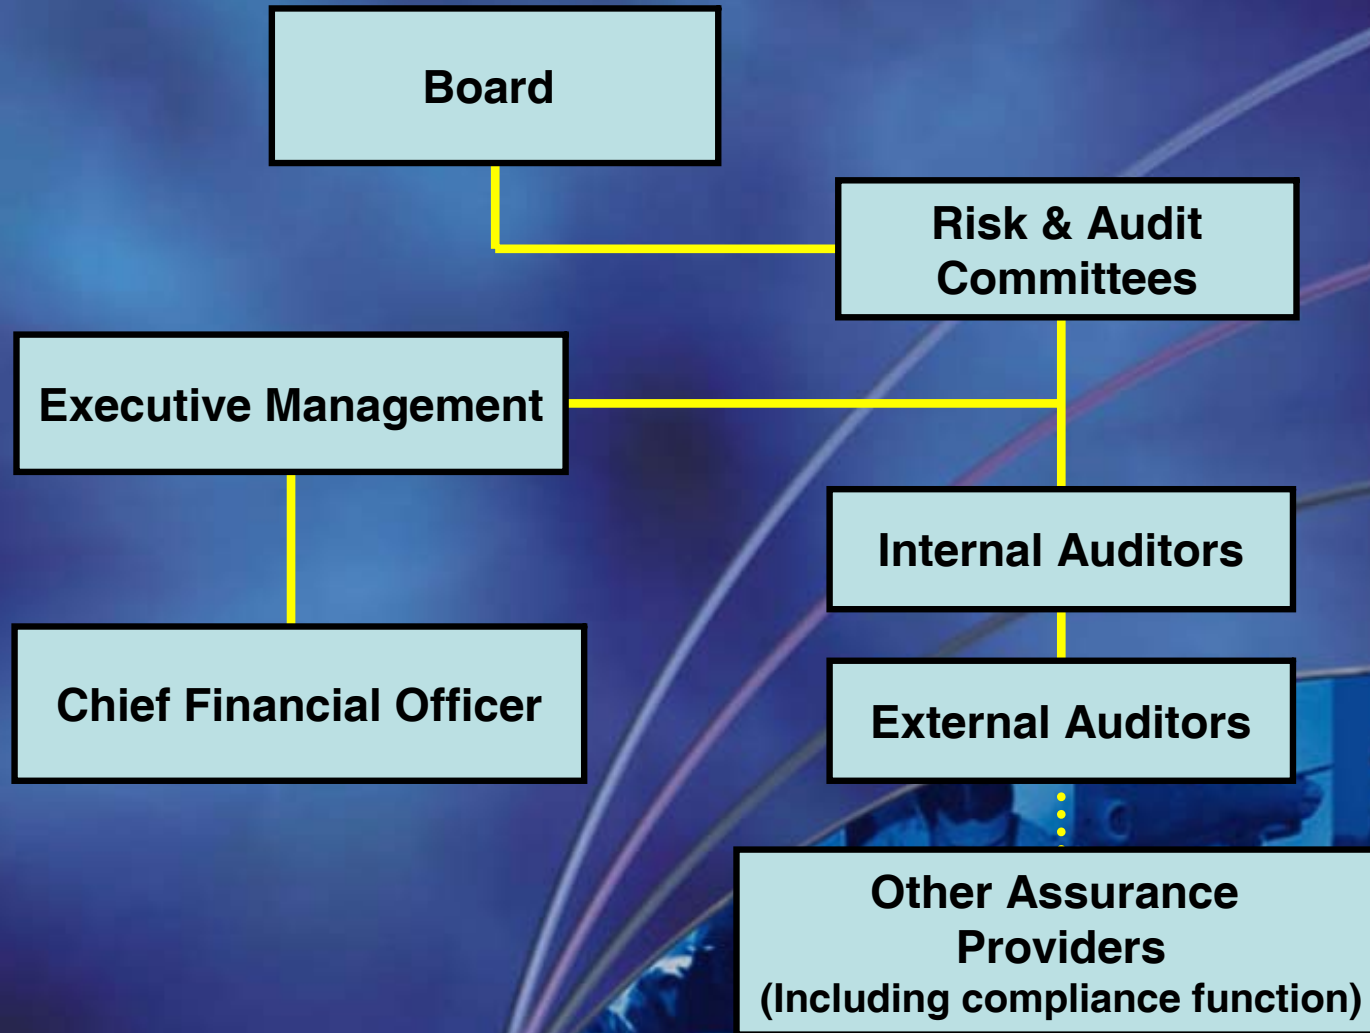 Board
Risk & Audit
Committees
Executive Management
Internal Auditors
Chief Financial Officer
External Auditors
Other Assurance
Providers
(Including compliance function)